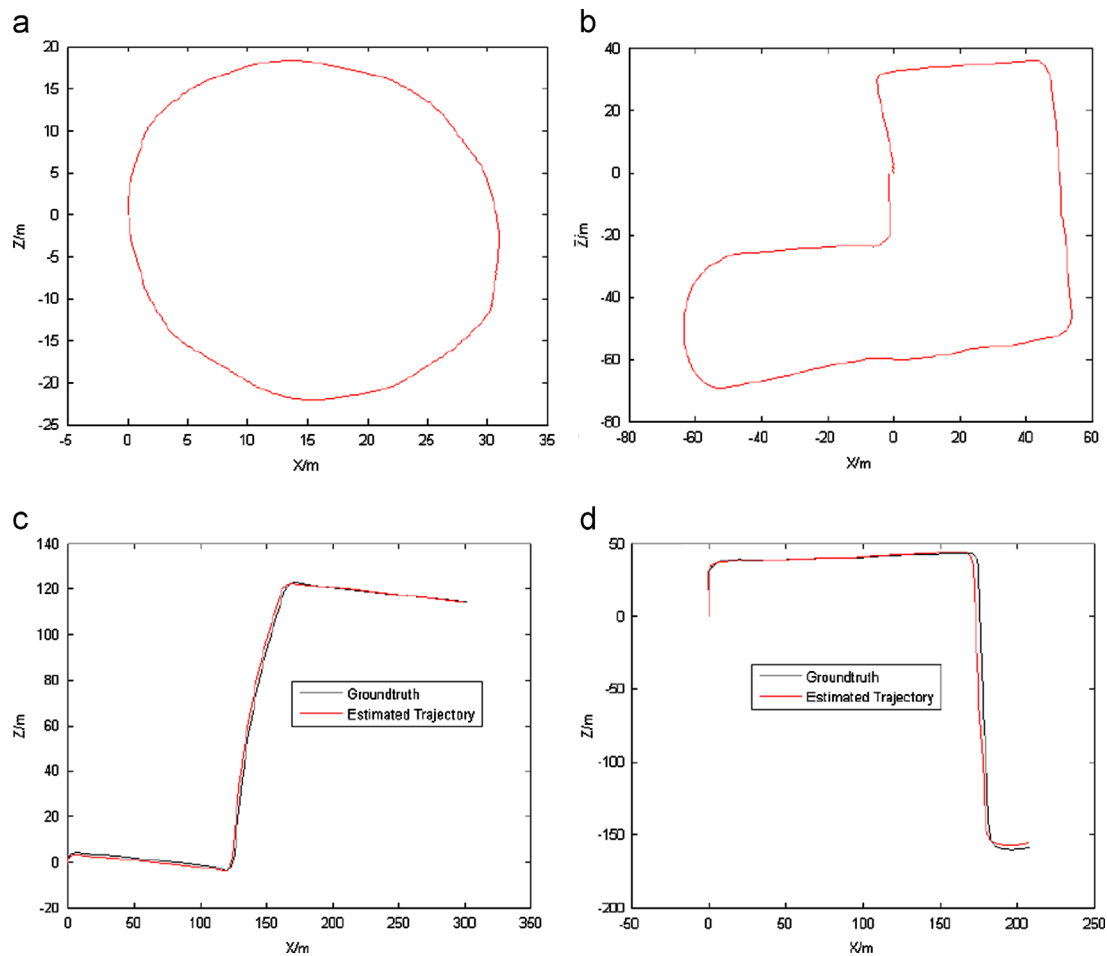 a
20
15
10
5
0
-5
-10
-15
-20
-25
Z/m
-5 0 5 10 15 20 25 30 35
X/m
b
40
20
0
-20
-40
-60
-80
Z/m
-80 -60 -40 -20 0 20 40 60
X/m
c
140
120
100
80
60
40
20
0
-20
Z/m
Groundtruth
Estimated Trajectory
0 50 100 150 200 250 300 350
X/m
d
50
0
-50
-100
-150
-200
Z/m
Groundtruth
Estimated Trajectory
-50 0 50 100 150 200 250
X/m